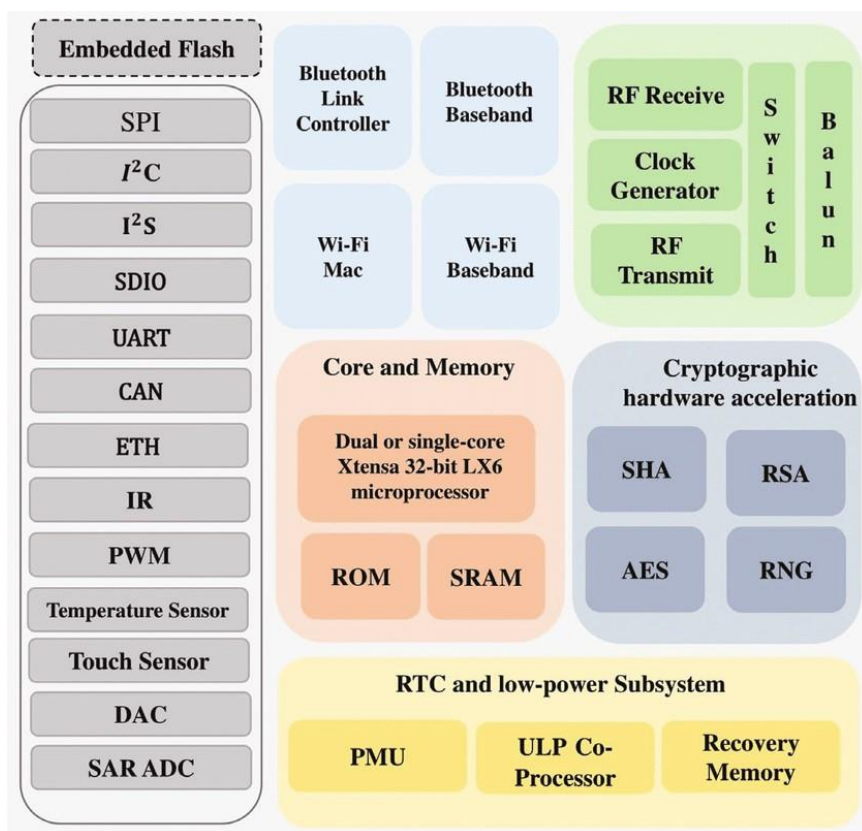 Embedded Flash
SPI
I²C
I²S
SDIO
UART
CAN
ETH
IR
PWM
Temperature Sensor
Touch Sensor
DAC
SAR ADC
Bluetooth
Link
Controller
Bluetooth
Baseband
Wi-Fi
Mac
Wi-Fi
Baseband
RF Receive
Clock
Generator
RF
Transmit
Switch
Balun
Core and Memory
Dual or single-core
Xtensa 32-bit LX6
microprocessor
ROM
SRAM
Cryptographic
hardware acceleration
SHA
RSA
AES
RNG
RTC and low-power Subsystem
PMU
ULP Co-
Processor
Recovery
Memory